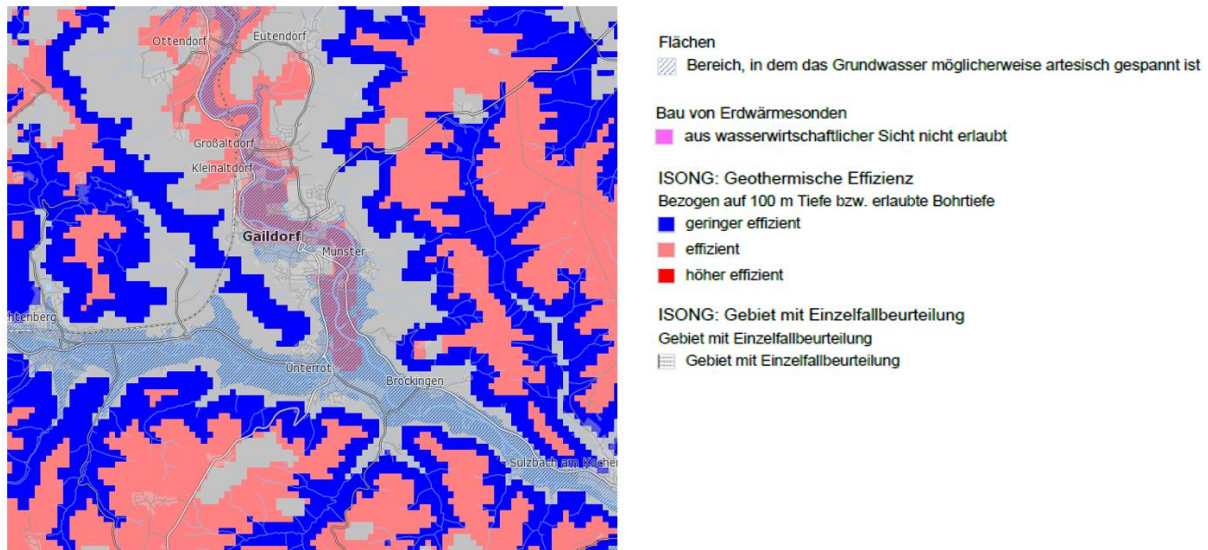 Ottendorf
Eutendorf
Großaltdorf
Kleinaltdorf
Gaildorf
Münster
chtenberg
Unterrot
Bröckingen
Sulzbach am Kocher
Flächen
Bereich, in dem das Grundwasser möglicherweise artesisch gespannt ist
Bau von Erdwärmesonden
aus wasserwirtschaftlicher Sicht nicht erlaubt
ISONG: Geothermische Effizienz
Bezogen auf 100 m Tiefe bzw. erlaubte Bohrtiefe
geringer effizient
effizient
höher effizient
ISONG: Gebiet mit Einzelfallbeurteilung
Gebiet mit Einzelfallbeurteilung
Gebiet mit Einzelfallbeurteilung